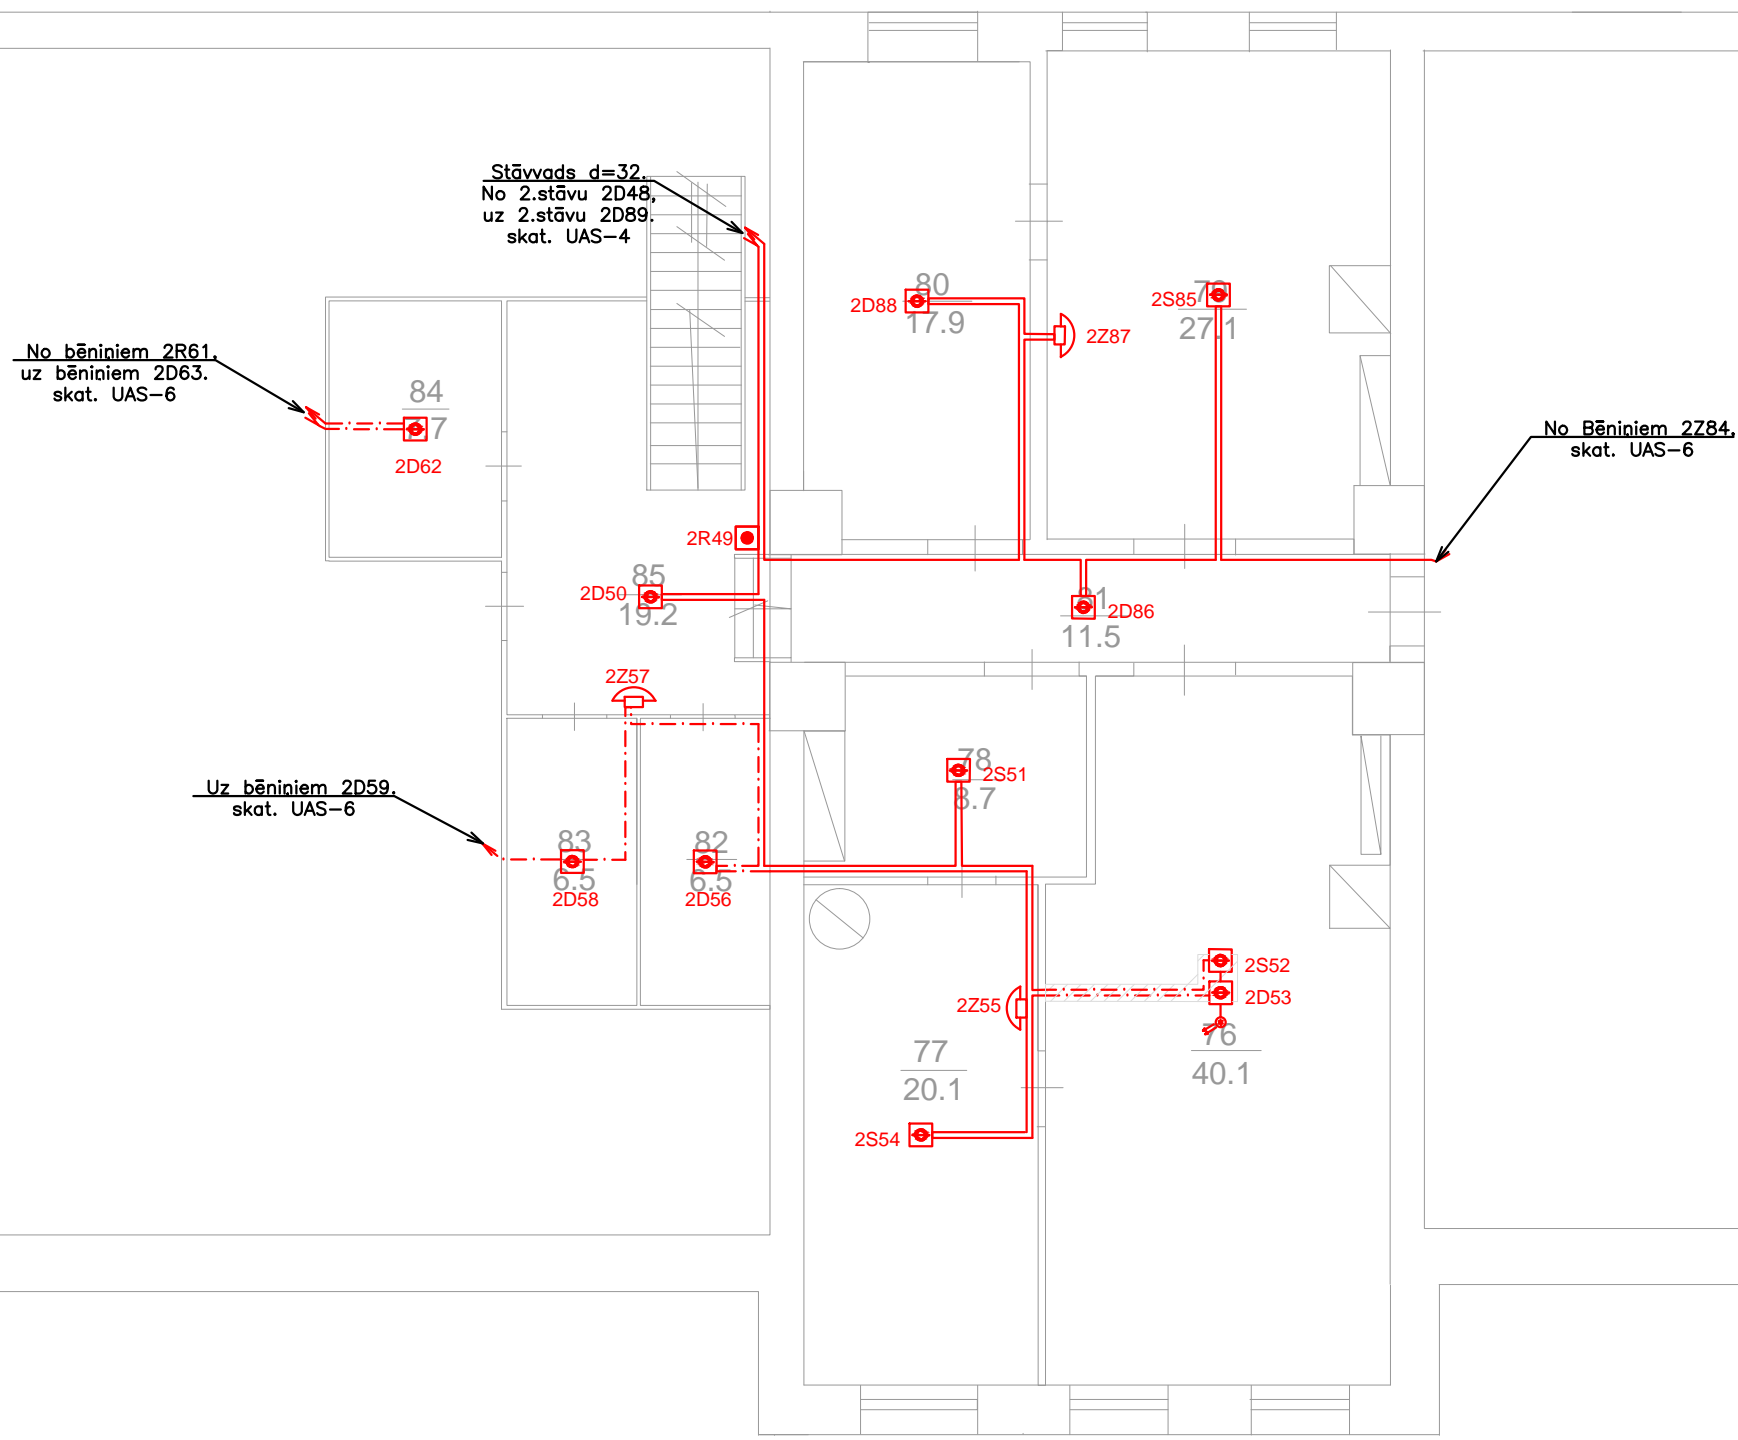 Stāvvads d=32.
No 2.stāvu 2D48,
uz 2.stāvu 2D89.
skat. UAS-4
80
17.9
2D88
2S85
27.1
2Z87
No bēniņiem 2R61,
uz bēniņiem 2D63.
skat. UAS-6
84
2D62
No Bēniņiem 2Z84,
skat. UAS-6
2R49
85
19.2
2D50
2D86
11.5
2Z57
78
8.7
2S51
Uz bēniņiem 2D59.
skat. UAS-6
83
6.5
2D58
82
6.5
2D56
2S52
2D53
2Z55
76
40.1
77
20.1
2S54